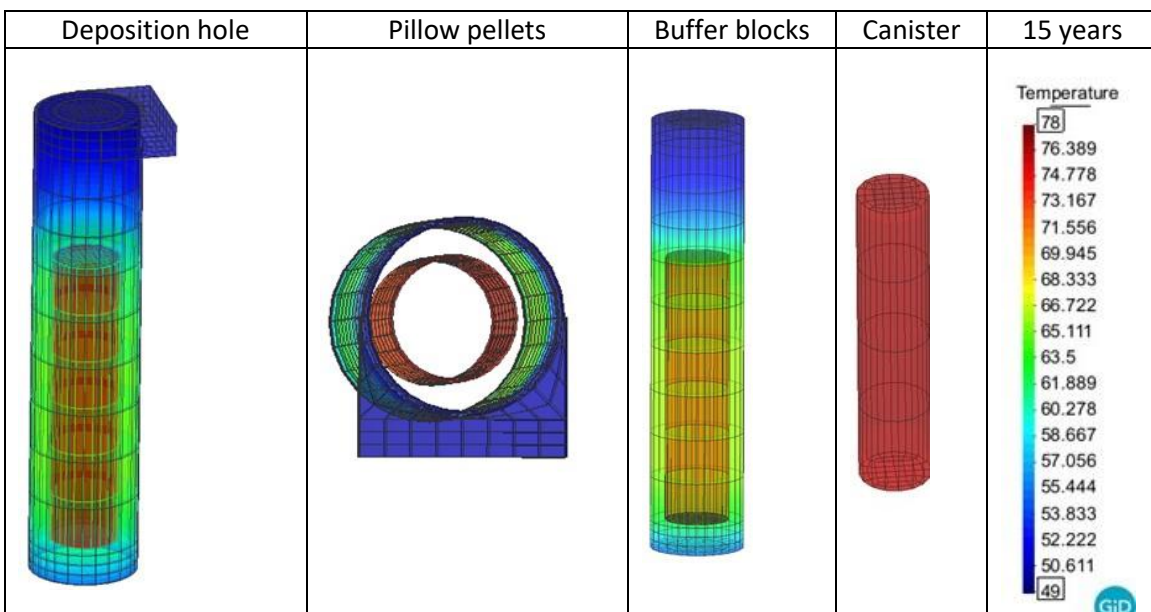 Deposition hole
Pillow pellets
Buffer blocks
Canister
15 years
Temperature
78
76.389
74.778
73.167
71.556
69.945
68.333
66.722
65.111
63.5
61.889
60.278
58.667
57.056
55.444
53.833
52.222
50.611
49
GiD